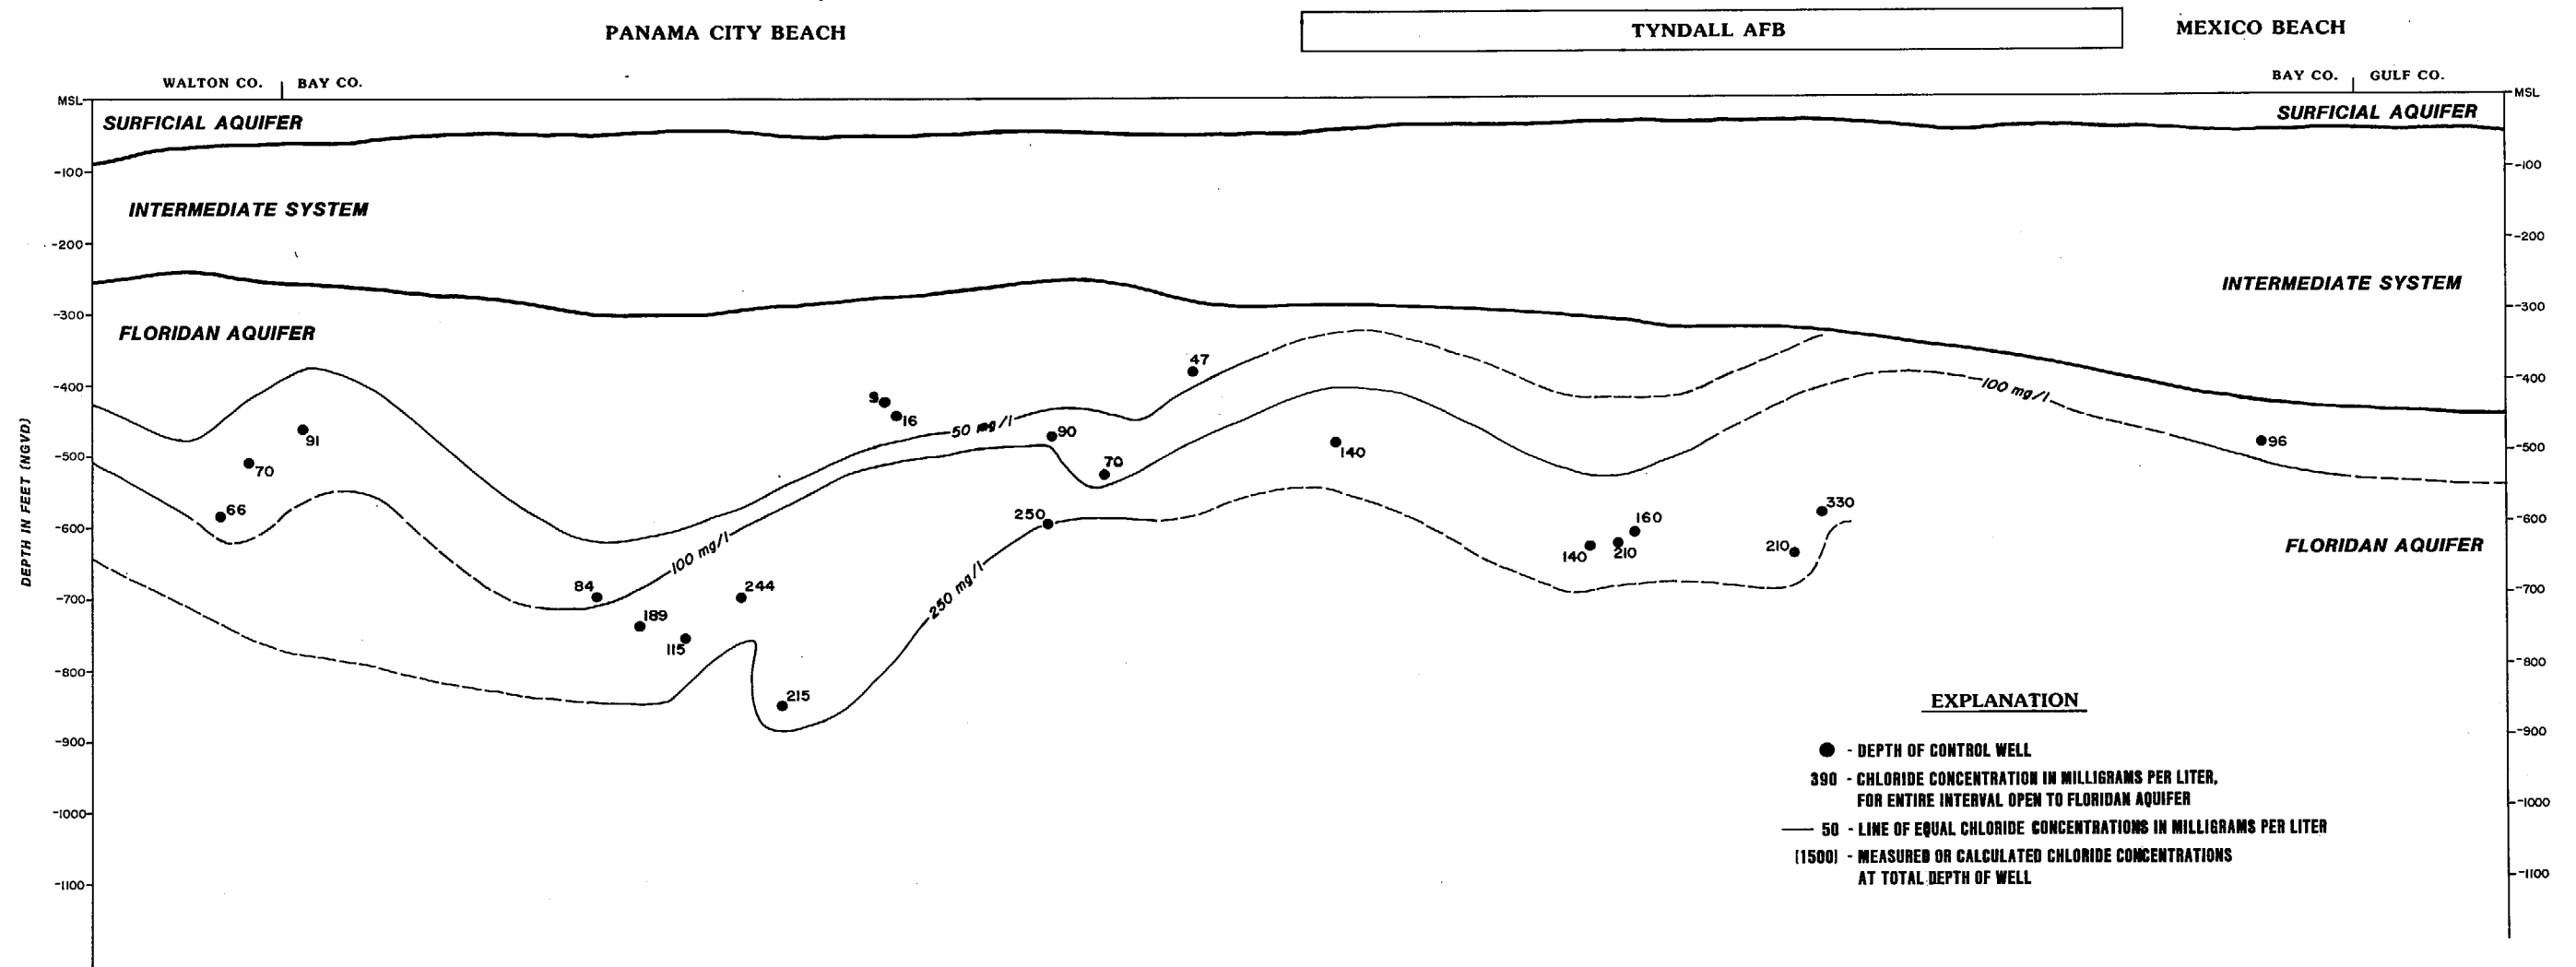 PANAMA CITY BEACH
TYNDALL AFB
MEXICO BEACH
WALTON CO. BAY CO.
BAY CO. GULF CO.
MSL
MSL
SURFICIAL AQUIFER
SURFICIAL AQUIFER
-100
-100
INTERMEDIATE SYSTEM
-200
-200
INTERMEDIATE SYSTEM
-300
-300
FLORIDAN AQUIFER
47
-400
-400
100 mg/l
16
50 mg/l
90
91
140
96
-500
-500
70
70
66
250
330
160
-600
-600
100 mg/l
140
210
210
FLORIDAN AQUIFER
84
244
250 mg/l
-700
-700
189
115
-800
-800
215
-900
-900
-1000
-1000
-1100
-1100
DEPTH IN FEET (NGVD)
EXPLANATION
- DEPTH OF CONTROL WELL
390 - CHLORIDE CONCENTRATION IN MILLIGRAMS PER LITER,
FOR ENTIRE INTERVAL OPEN TO FLORIDAN AQUIFER
50 - LINE OF EQUAL CHLORIDE CONCENTRATIONS IN MILLIGRAMS PER LITER
(1500) - MEASURED OR CALCULATED CHLORIDE CONCENTRATIONS
AT TOTAL DEPTH OF WELL